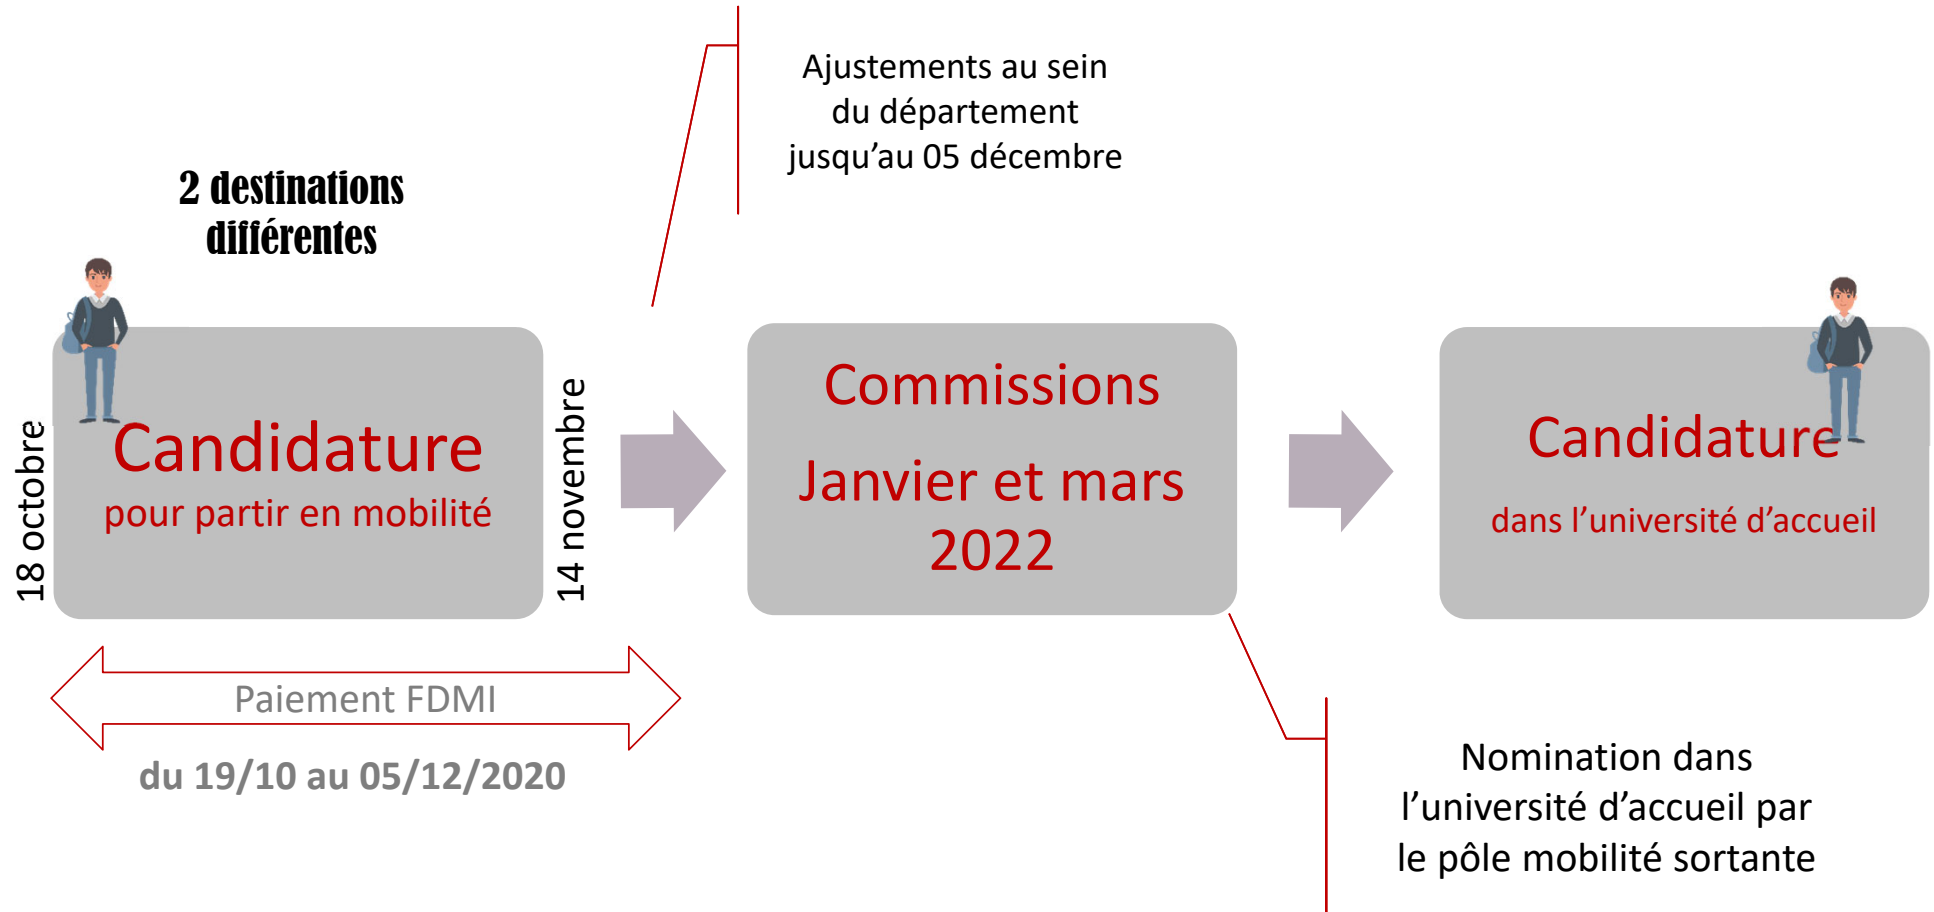 Ajustements au sein
du département
jusqu’au 05 décembre
2 destinations
différentes
18 octobre
Candidature
pour partir en mobilité
14 novembre
Commissions
Janvier et mars
2022
Candidature
dans l’université d’accueil
Paiement FDMI
du 19/10 au 05/12/2020
Nomination dans
l’université d’accueil par
le pôle mobilité sortante